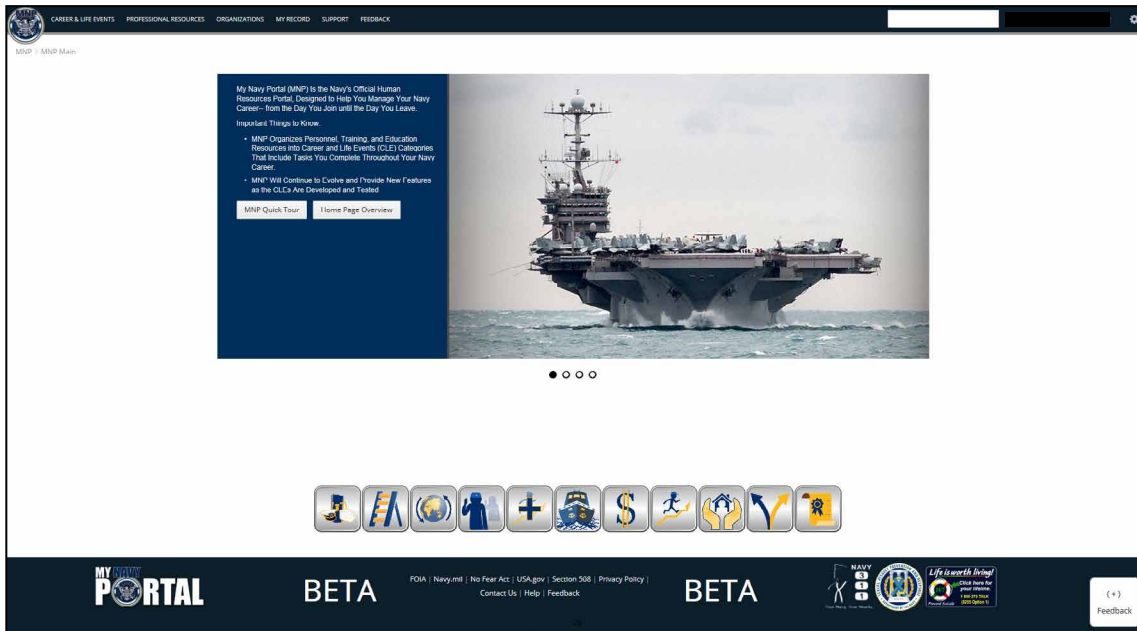 MNP
CAREER & LIFE EVENTS PROFESSIONAL RESOURCES ORGANIZATIONS MY RECORD SUPPORT FEEDBACK
MNP | MNP Main
My Navy Portal (MNP) Is the Navy's Official Human
Resources Portal, Designed to Help You Manage Your Navy
Career-- from the Day You Join until the Day You Leave.
Important Things to Know:
• MNP Organizes Personnel, Training, and Education
Resources into Career and Life Events (CLE) Categories
That Include Tasks You Complete Throughout Your Navy
Career.
• MNP Will Continue to Evolve and Provide New Features
as the CLEs Are Developed and Tested
MNP Quick Tour Home Page Overview
MY NAVY
PORTAL
BETA
FOIA | Navy.mil | No Fear Act | USA.gov | Section 508 | Privacy Policy |
Contact Us | Help | Feedback
BETA
NAVY
3
1
1
Life is worth living!
Click here for
your lifeline.
(+)
Feedback